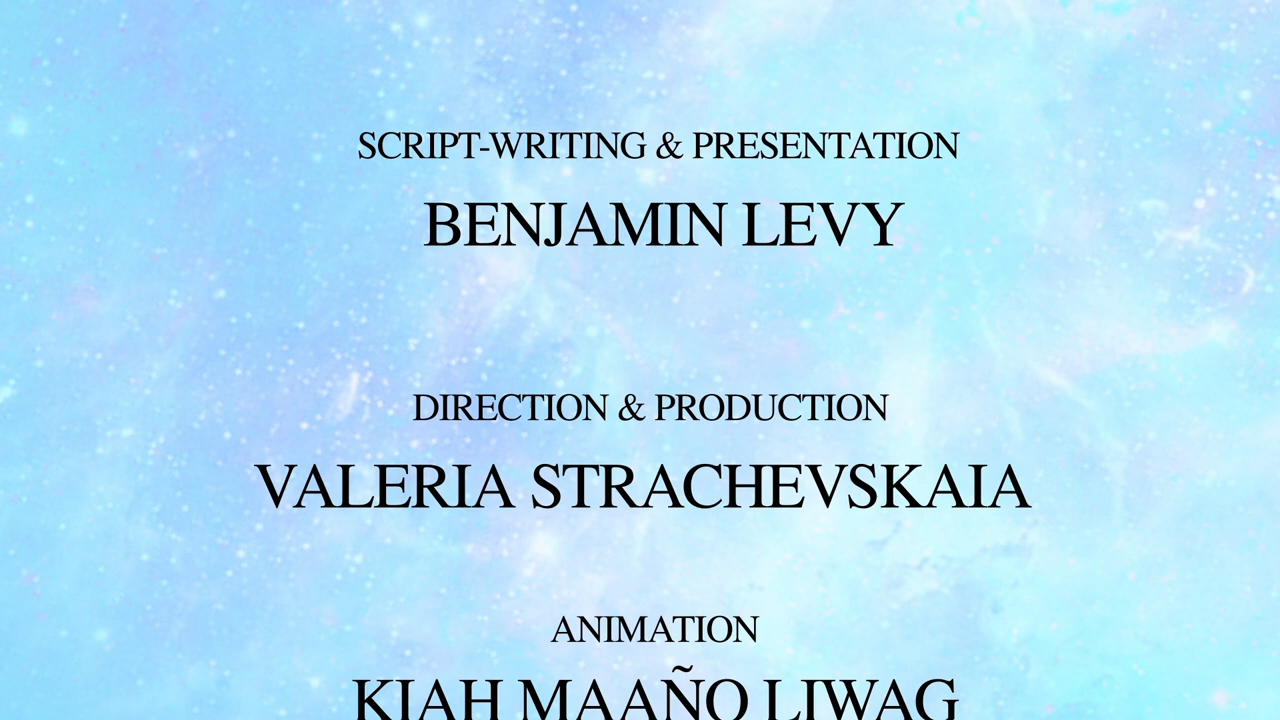 SCRIPT-WRITING & PRESENTATION
BENJAMIN LEVY
DIRECTION & PRODUCTION
VALERIA STRACHEVSKAIA
ANIMATION
KIAH MAAÑO LIWAG